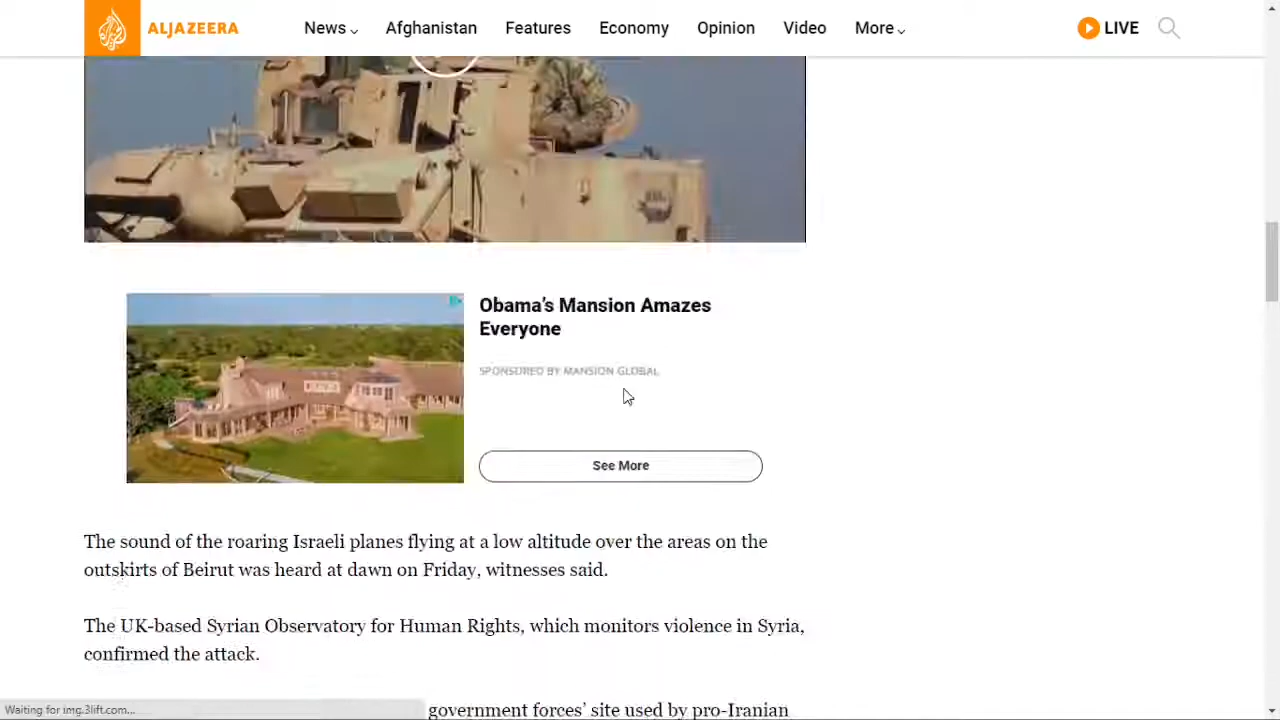 ALJAZEERA
News
Afghanistan
Features
Economy
Opinion
Video
More
LIVE
Obama’s Mansion Amazes
Everyone
SPONSORED BY MANSION GLOBAL
See More
The sound of the roaring Israeli planes flying at a low altitude over the areas on the
outskirts of Beirut was heard at dawn on Friday, witnesses said.
The UK-based Syrian Observatory for Human Rights, which monitors violence in Syria,
confirmed the attack.
government forces’ site used by pro-Iranian
Waiting for img.3lift.com...